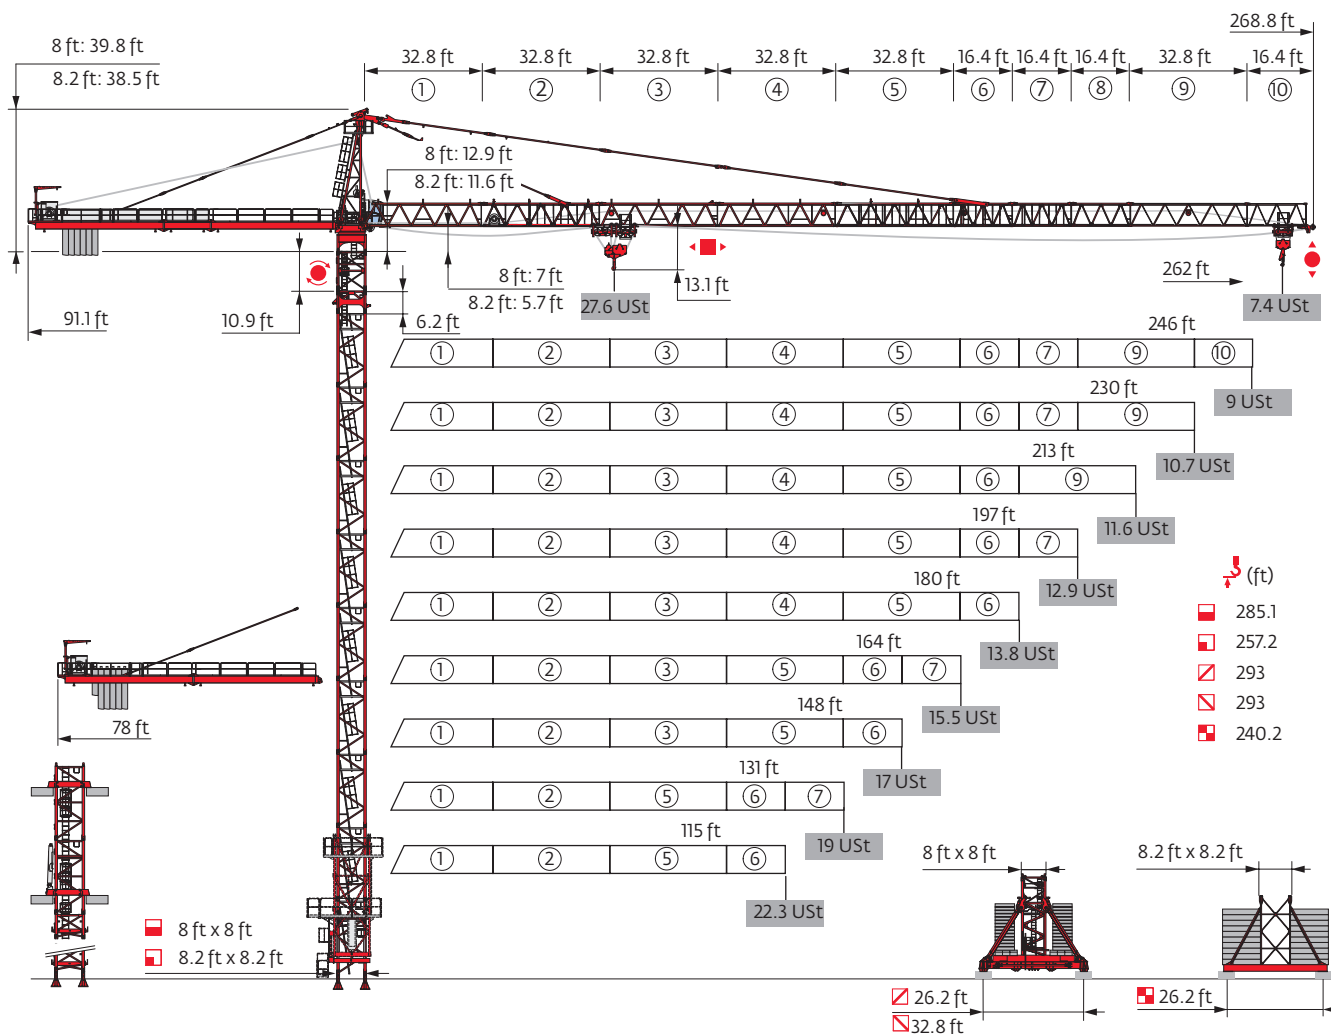 268.8 ft
8 ft: 39.8 ft
8.2 ft: 38.5 ft
32.8 ft 32.8 ft 32.8 ft 32.8 ft 32.8 ft 16.4 ft 16.4 ft 16.4 ft 32.8 ft 16.4 ft
① ② ③ ④ ⑤ ⑥ ⑦ ⑧ ⑨ ⑩
8 ft: 12.9 ft
8.2 ft: 11.6 ft
8 ft: 7 ft
8.2 ft: 5.7 ft
13.1 ft
262 ft
27.6 USt
7.4 USt
91.1 ft
10.9 ft
6.2 ft
246 ft
① ② ③ ④ ⑤ ⑥ ⑦ ⑨ ⑩
9 USt
230 ft
① ② ③ ④ ⑤ ⑥ ⑦ ⑨
10.7 USt
213 ft
① ② ③ ④ ⑤ ⑥ ⑨
11.6 USt
197 ft
① ② ③ ④ ⑤ ⑥ ⑦
12.9 USt
180 ft
① ② ③ ④ ⑤ ⑥
13.8 USt
164 ft
① ② ③ ⑤ ⑥ ⑦
15.5 USt
148 ft
① ② ③ ⑤ ⑥
17 USt
131 ft
① ② ⑤ ⑥ ⑦
19 USt
115 ft
① ② ⑤ ⑥
22.3 USt
(ft)
285.1
257.2
293
293
240.2
78 ft
8 ft x 8 ft
8.2 ft x 8.2 ft
8 ft x 8 ft
26.2 ft
32.8 ft
8.2 ft x 8.2 ft
26.2 ft